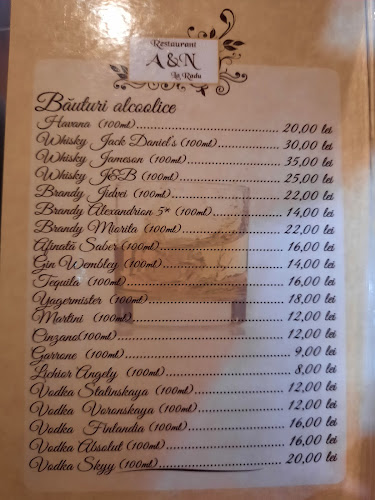 Restaurant
A&N
La Radu
Băuturi alcoolice
Havana (100ml) 20,00 lei
Whisky Jack Daniel's (100ml) 30,00 lei
Whisky Jameson (100ml) 35,00 lei
Whisky J&B (100ml) 25,00 lei
Brandy Jidvei (100ml) 22,00 lei
Brandy Alexandrion 5* (100ml) 14,00 lei
Brandy Miorita (100ml) 22,00 lei
Afinată Saber (100ml) 16,00 lei
Gin Wembley (100ml) 14,00 lei
Tequila (100ml) 16,00 lei
Yagermister (100ml) 18,00 lei
Martini (100ml) 12,00 lei
Cinzano(100ml) 12,00 lei
Garrone (100ml) 9,00 lei
Lichior Angely (100ml) 8,00 lei
Vodka Stalinskaya (100ml) 12,00 lei
Vodka Voronskaya (100ml) 12,00 lei
Vodka Finlandia (100ml) 16,00 lei
Vodka Absolut (100ml) 16,00 lei
Vodka Skyy (100ml) 20,00 lei